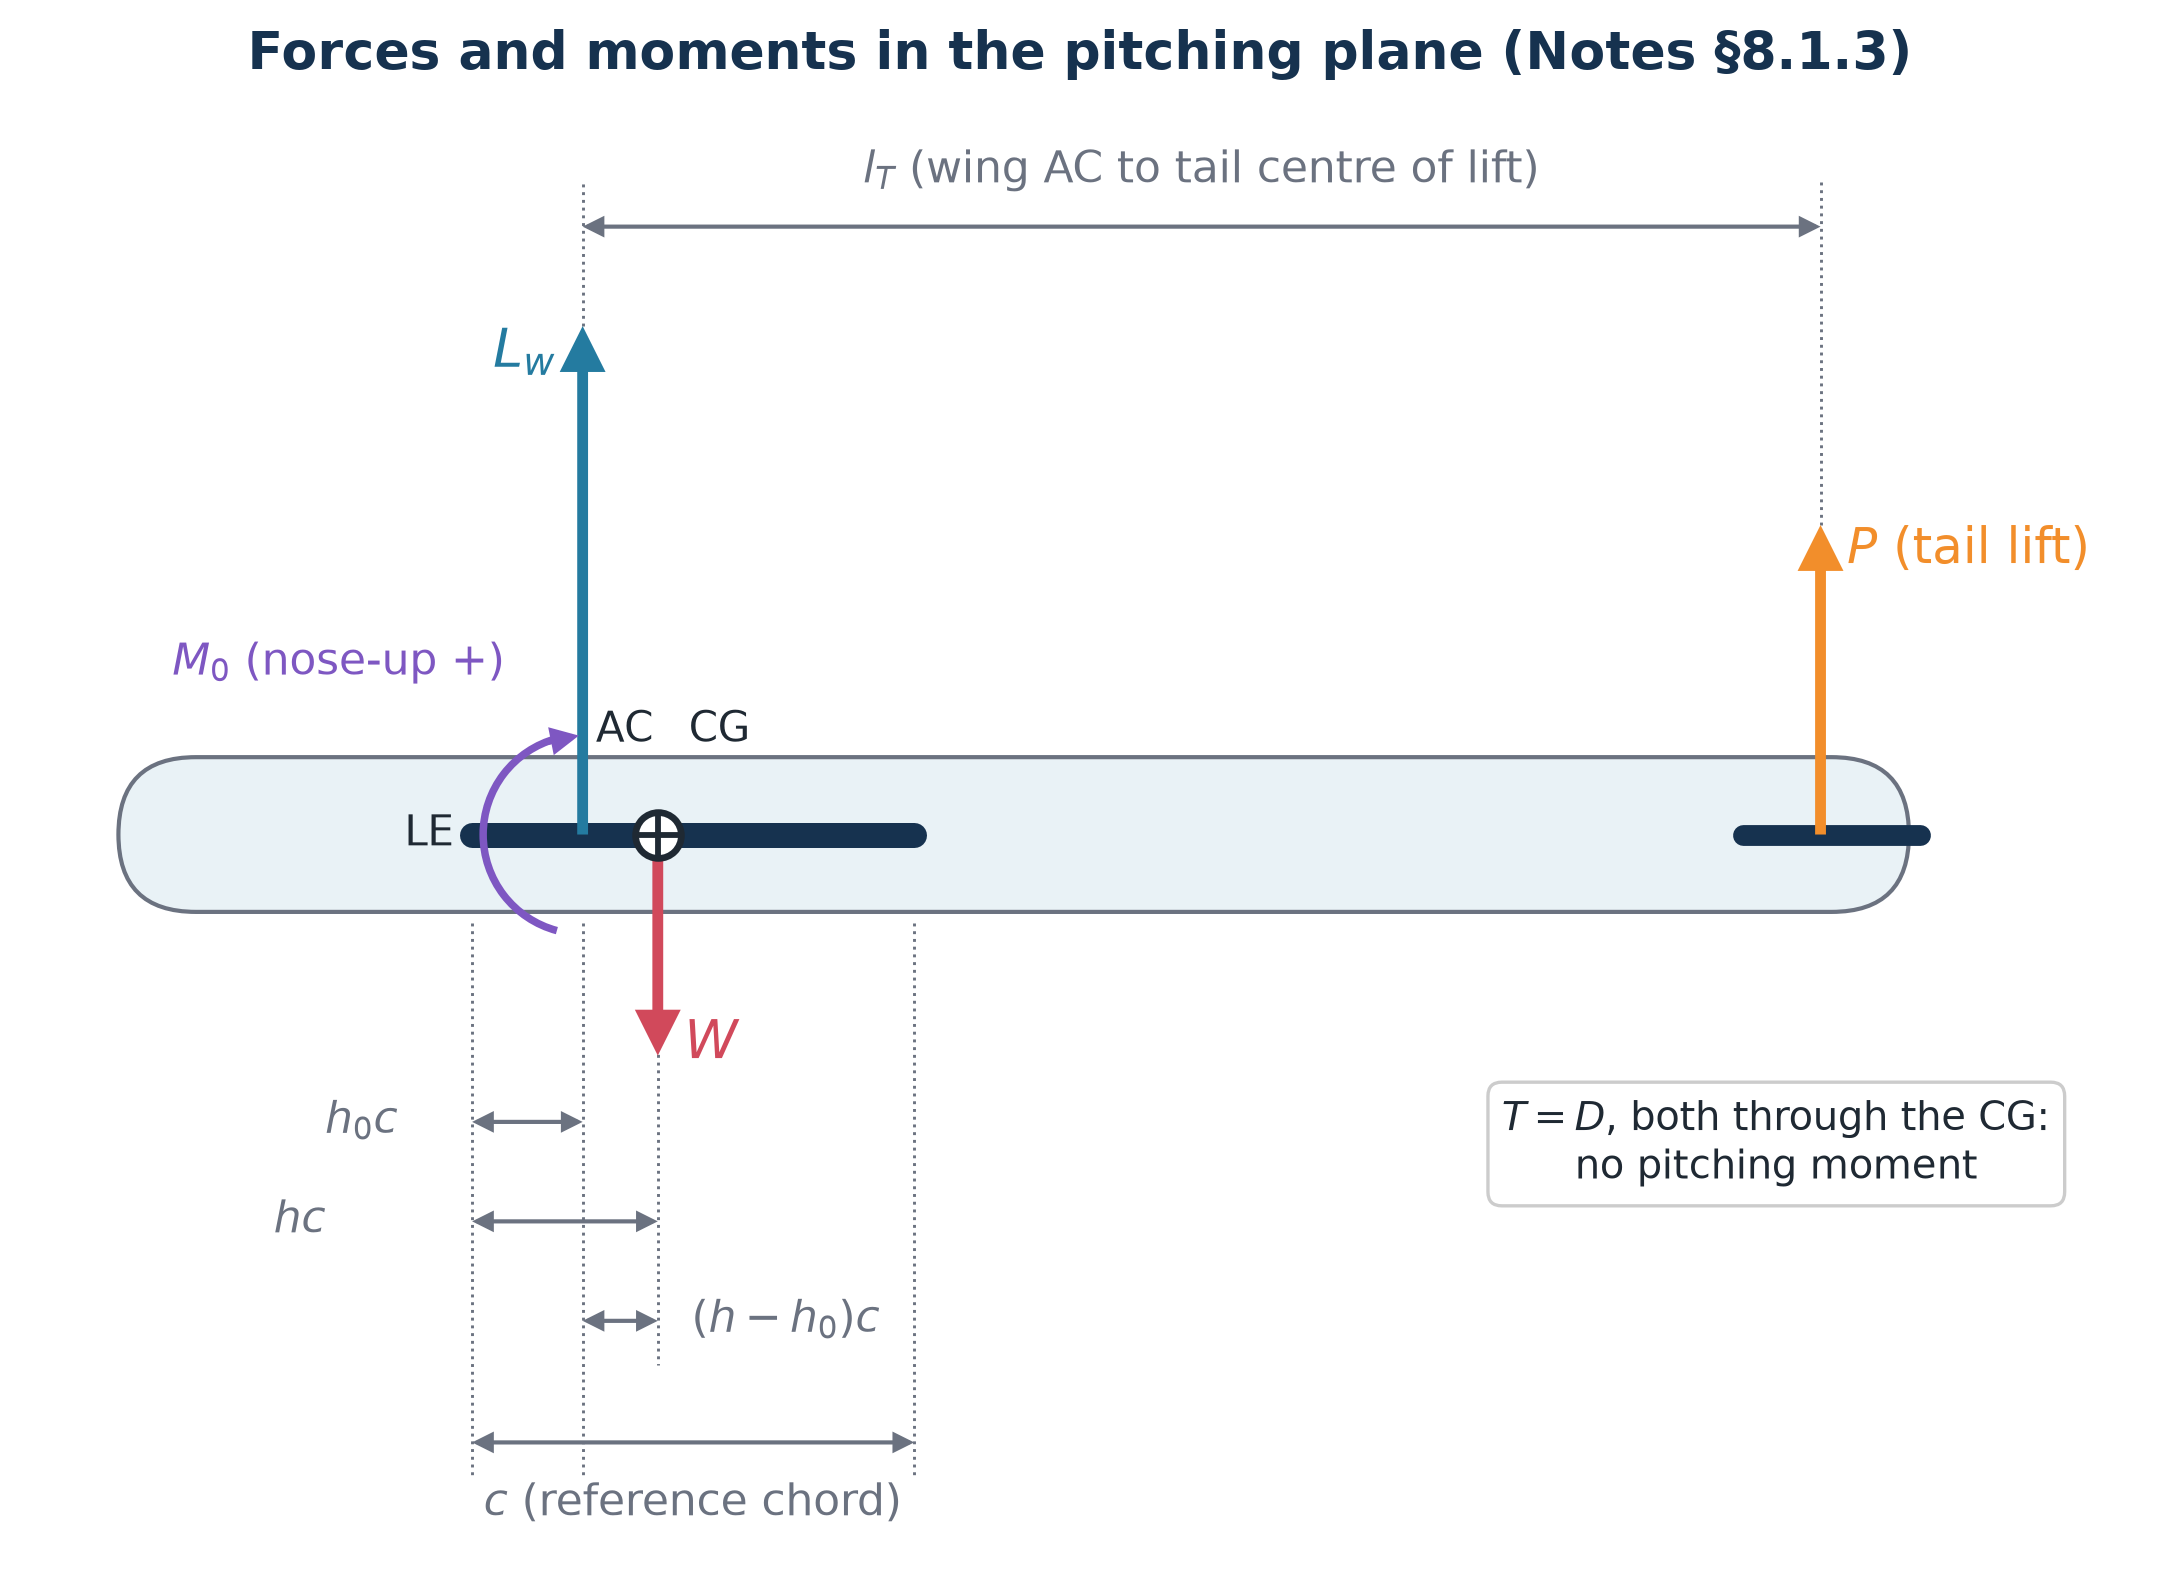 Forces and moments in the pitching plane (Notes §8.1.3)
l_T (wing AC to tail centre of lift)
L_w
P (tail lift)
M_0 (nose-up +)
AC CG
LE
W
h_0c
T = D, both through the CG:
no pitching moment
hc
(h − h_0)c
c (reference chord)